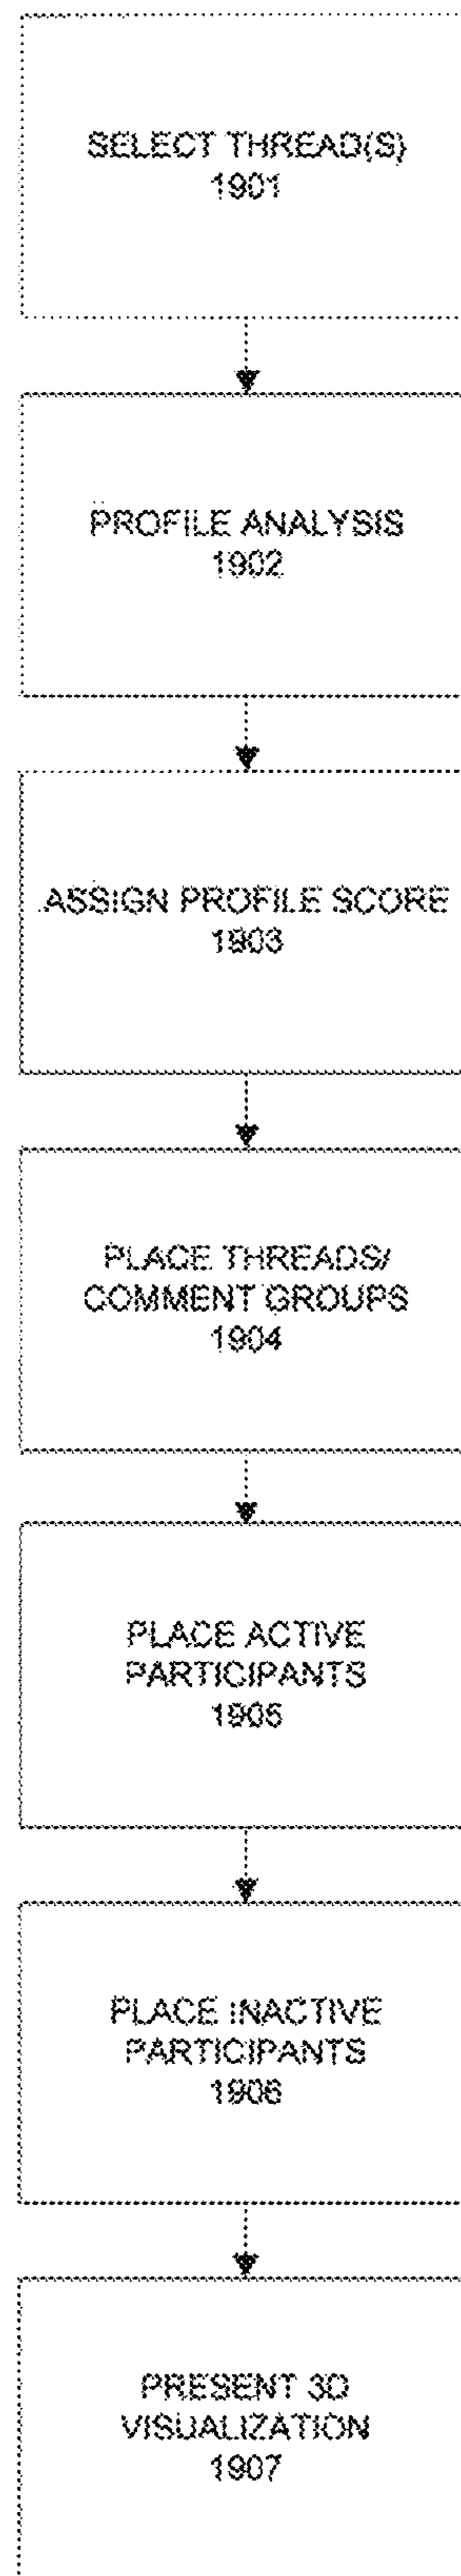 SELECT THREAD(S)
1901
PROFILE ANALYSIS
1902
ASSIGN PROFILE SCORE
1903
PLACE THREADS/
COMMENT GROUPS
1904
PLACE ACTIVE
PARTICIPANTS
1905
PLACE INACTIVE
PARTICIPANTS
1906
PRESENT 3D
VISUALIZATION
1907